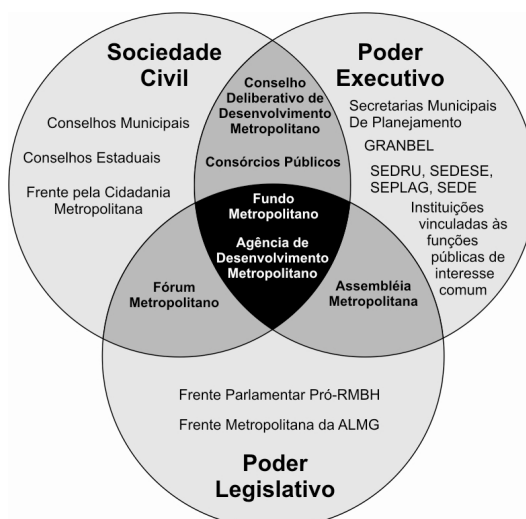 Sociedade
Civil
Conselhos Municipais
Conselhos Estaduais
Frente pela Cidadania
Metropolitana
Conselho
Deliberativo de
Desenvolvimento
Metropolitano
Consórcios Públicos
Poder
Executivo
Secretarias Municipais
De Planejamento
GRANBEL
SEDRU, SEDESE,
SEPLAG, SEDE
Instituições
vinculadas às
funções
públicas de
interesse
comum
Fundo
Metropolitano
Agência de
Desenvolvimento
Metropolitano
Fórum
Metropolitano
Assembléia
Metropolitana
Frente Parlamentar Pró-RMBH
Frente Metropolitana da ALMG
Poder
Legislativo